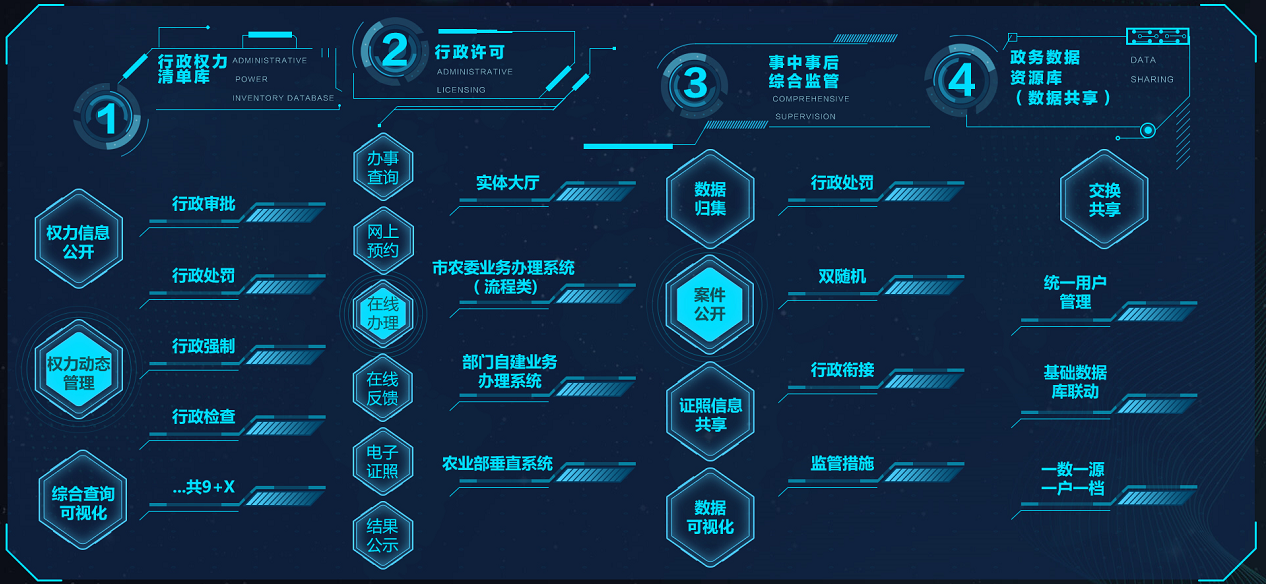 1
行政权力
清单库
ADMINISTRATIVE
POWER
INVENTORY DATABASE
权力信息
公开
权力动态
管理
综合查询
可视化
行政审批
行政处罚
行政强制
行政检查
...共9+X
2
行政许可
ADMINISTRATIVE
LICENSING
办事
查询
网上
预约
在线
办理
在线
反馈
电子
证照
结果
公示
实体大厅
市农委业务办理系统
（流程类）
部门自建业务
办理系统
农业部垂直系统
3
事中事后
综合监管
COMPREHENSIVE
SUPERVISION
数据
归集
案件
公开
证照信息
共享
数据
可视化
行政处罚
双随机
行政衔接
监管措施
4
政务数据
资源库
（数据共享）
DATA
SHARING
交换
共享
统一用户
管理
基础数据
库联动
一数一源
一户一档